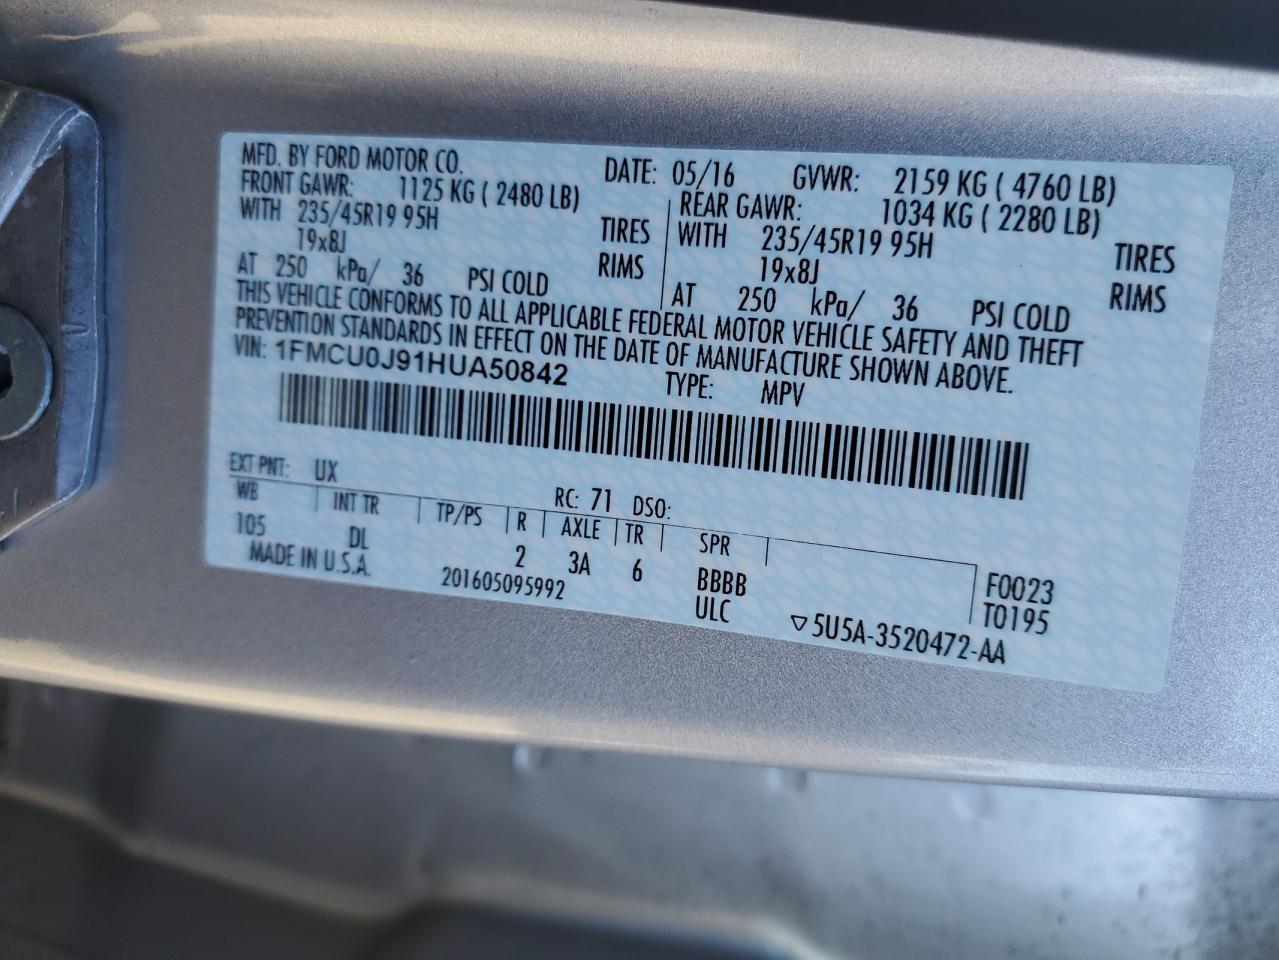 MFD. BY FORD MOTOR CO. DATE: 05/16 GVWR: 2159 KG ( 4760 LB)
FRONT GAWR: 1125 KG ( 2480 LB) REAR GAWR: 1034 KG ( 2280 LB)
WITH 235/45R19 95H TIRES WITH 235/45R19 95H TIRES
19x8J RIMS 19x8J RIMS
AT 250 kPa/ 36 PSI COLD AT 250 kPa/ 36 PSI COLD
THIS VEHICLE CONFORMS TO ALL APPLICABLE FEDERAL MOTOR VEHICLE SAFETY AND THEFT
PREVENTION STANDARDS IN EFFECT ON THE DATE OF MANUFACTURE SHOWN ABOVE.
VIN: 1FMCU0J91HUA50842 TYPE: MPV
EXT PNT: UX RC: 71 DSO:
WB INT TR TP/PS R AXLE TR SPR
105 DL 2 3A 6 BBBB F0023
MADE IN U.S.A. 201605095992 ULC T0195
▽5U5A-3520472-AA